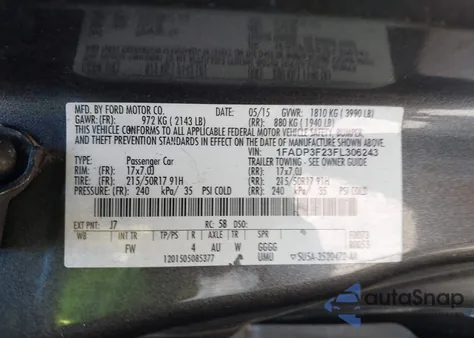 MFD. BY FORD MOTOR CO. 05/15 GVWR: 1810 KG ( 3990 LB)
GAWR: (FR): 972 KG ( 2143 LB) (RR): 880 KG ( 1940 LB)
THIS VEHICLE CONFORMS TO ALL APPLICABLE FEDERAL MOTOR VEHICLE SAFETY, BUMPER,
AND THEFT PREVENTION STANDARDS IN EFFECT ON THE DATE OF MANUFACTURE SHOWN ABOVE.
VIN: 1FADP3F23FL306243
TYPE: Passenger Car TRAILER TOWING - SEE OWNER GUIDE
RIM: (FR): 17x7.0J (RR): 17x7.0J
TIRE: (FR): 215/50R17 91H (RR): 215/50R17 91H
PRESSURE: (FR): 240 kPa/ 35 PSI COLD (RR): 240 kPa/ 35 PSI COLD
EXT PNT: J7 RC: 58 DSO:
WB INT TR TP/PS R AXLE TR SPR
FW 4 AU W GGGG
1201505085377 UMU
autoSnap